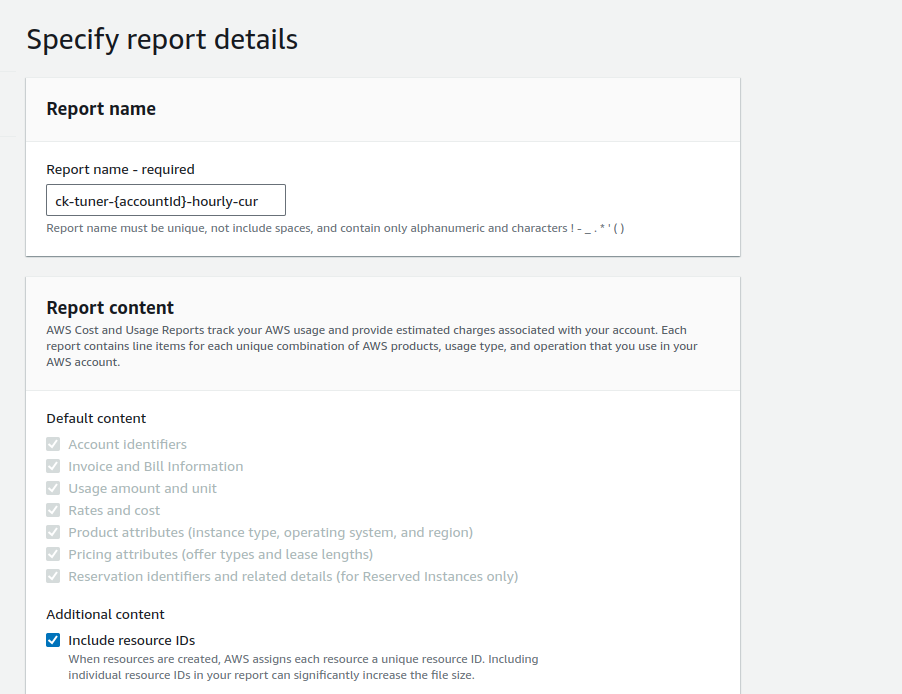 Specify report details
Report name
Report name - required
ck-tuner-{accountId}-hourly-cur
Report name must be unique, not include spaces, and contain only alphanumeric and characters ! - _ . * ' ( )
Report content
AWS Cost and Usage Reports track your AWS usage and provide estimated charges associated with your account. Each
report contains line items for each unique combination of AWS products, usage type, and operation that you use in your
AWS account.
Default content
Account identifiers
Invoice and Bill Information
Usage amount and unit
Rates and cost
Product attributes (instance type, operating system, and region)
Pricing attributes (offer types and lease lengths)
Reservation identifiers and related details (for Reserved Instances only)
Additional content
Include resource IDs
When resources are created, AWS assigns each resource a unique resource ID. Including
individual resource IDs in your report can significantly increase the file size.